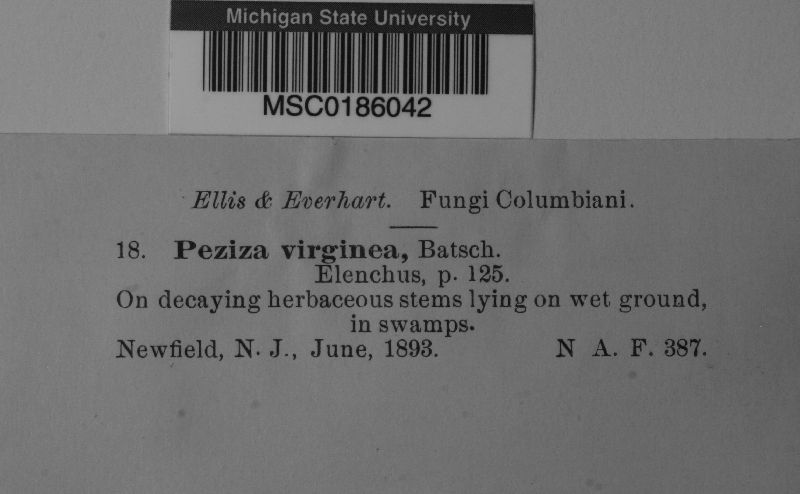 Michigan State University
MSC0186042
Ellis & Everhart. Fungi Columbiani.
18. Peziza virginea, Batsch.
Elenchus, p. 125.
On decaying herbaceous stems lying on wet ground,
in swamps.
Newfield, N. J., June, 1893. N A. F. 387.